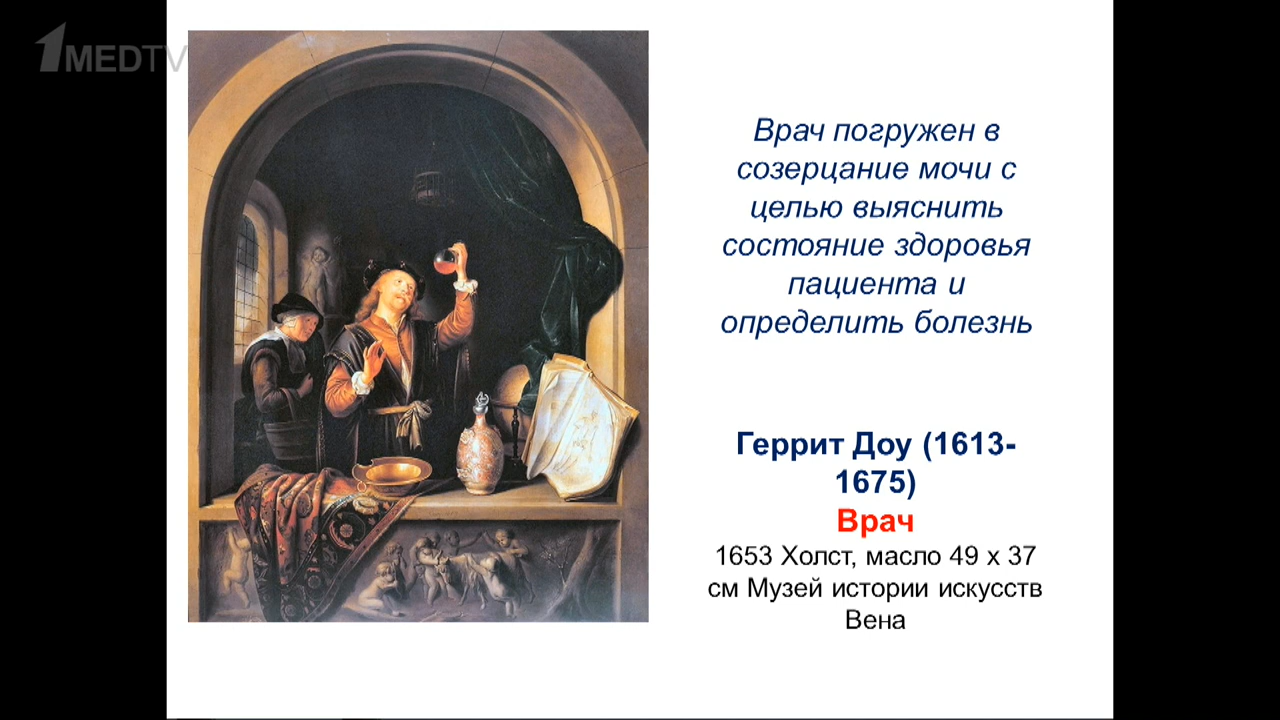 1MEDTV
Врач погружен в
созерцание мочи с
целью выяснить
состояние здоровья
пациента и
определить болезнь
Геррит Доу (1613-
1675)
Врач
1653 Холст, масло 49 x 37
см Музей истории искусств
Вена